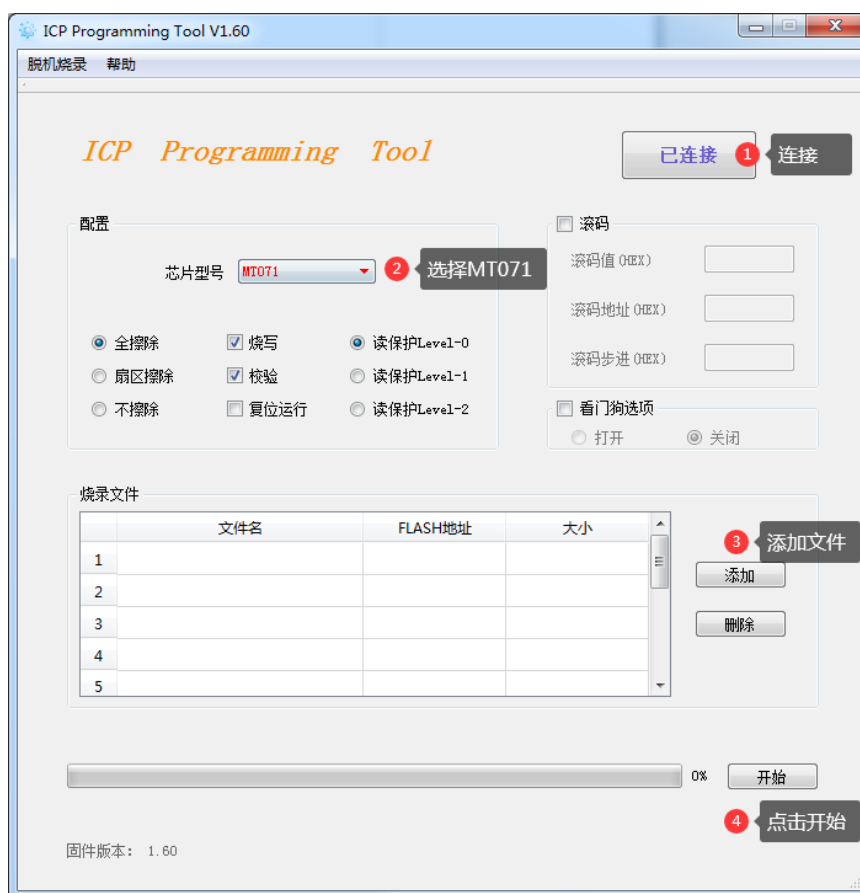 ICP Programming Tool V1.60
脱机烧录 帮助
ICP Programming Tool
已连接 1 连接
配置
芯片型号 MT071 2 选择MT071
全擦除 烧写 读保护Level-0
扇区擦除 校验 读保护Level-1
不擦除 复位运行 读保护Level-2
滚码
滚码值(HEX)
滚码地址(HEX)
滚码步进(HEX)
看门狗选项
打开 关闭
烧录文件
文件名 FLASH地址 大小
1
2
3
4
5
3 添加文件
添加
删除
0% 开始
4 点击开始
固件版本： 1.60